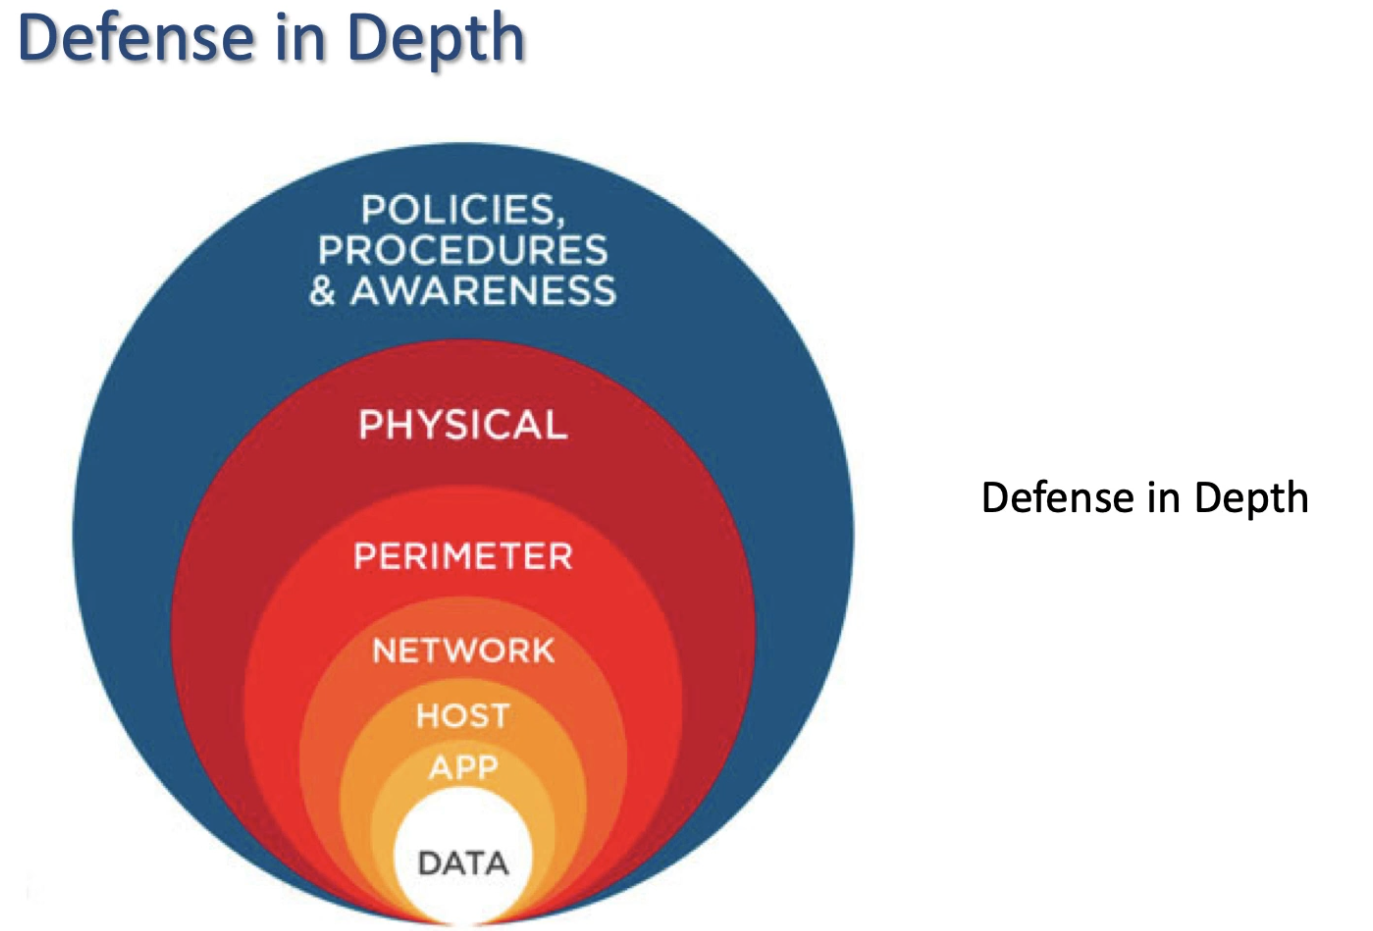 Defense in Depth
POLICIES,
PROCEDURES
& AWARENESS
PHYSICAL
PERIMETER
NETWORK
HOST
APP
DATA
Defense in Depth